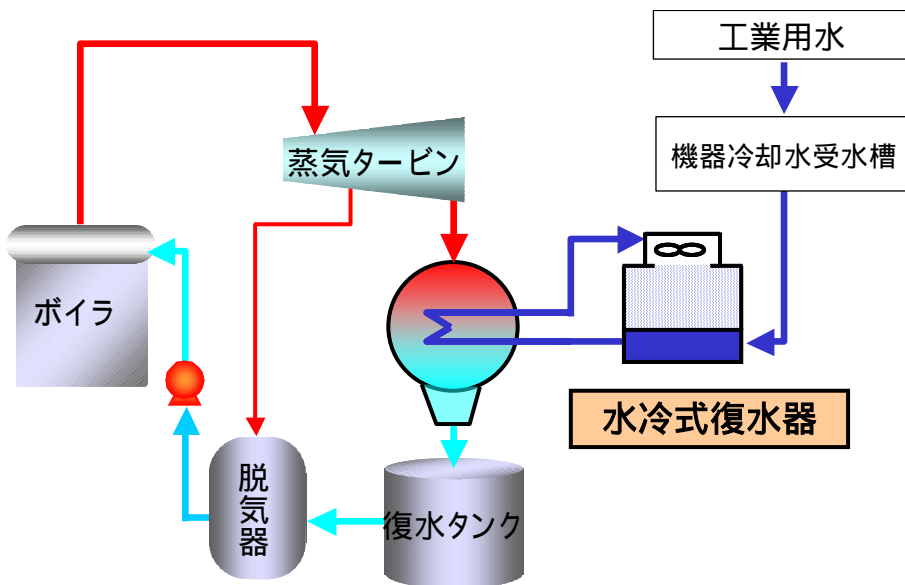 工業用水
機器冷却水受水槽
蒸気タービン
ボイラ
水冷式復水器
脱気器
復水タンク